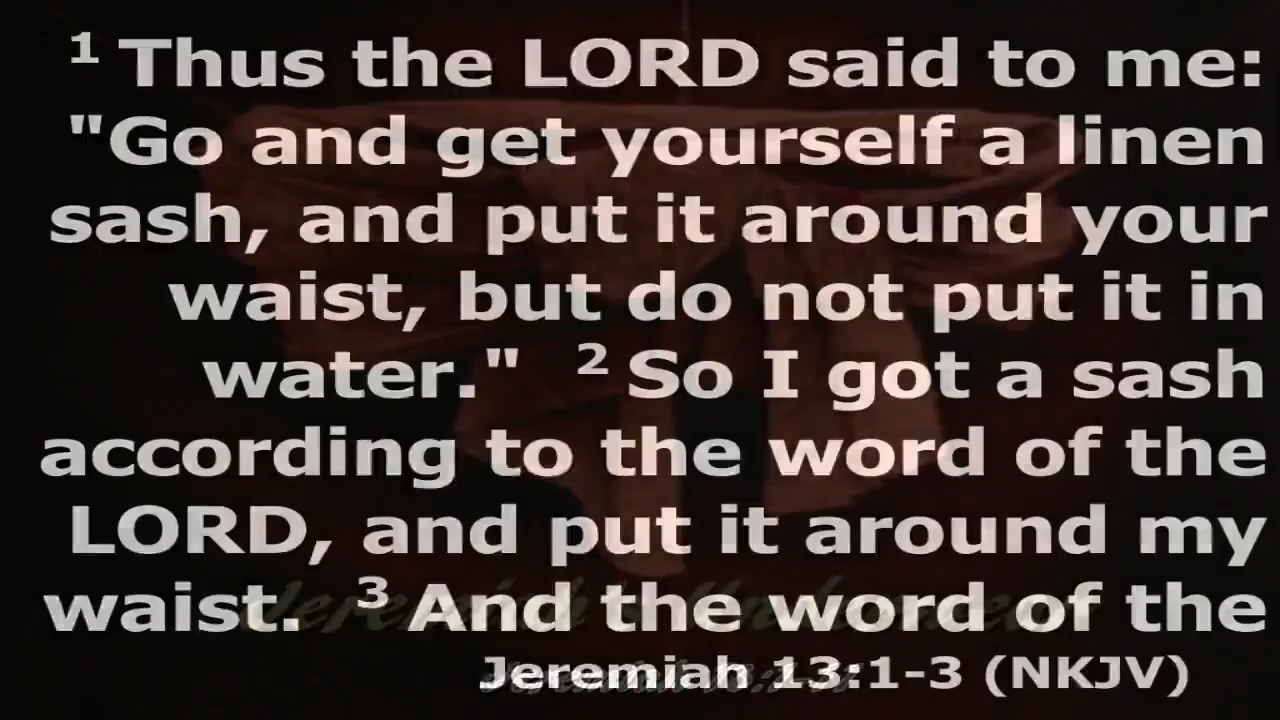 1 Thus the LORD said to me:
"Go and get yourself a linen
sash, and put it around your
waist, but do not put it in
water." 2 So I got a sash
according to the word of the
LORD, and put it around my
waist. 3 And the word of the
Jeremiah 13:1-3 (NKJV)